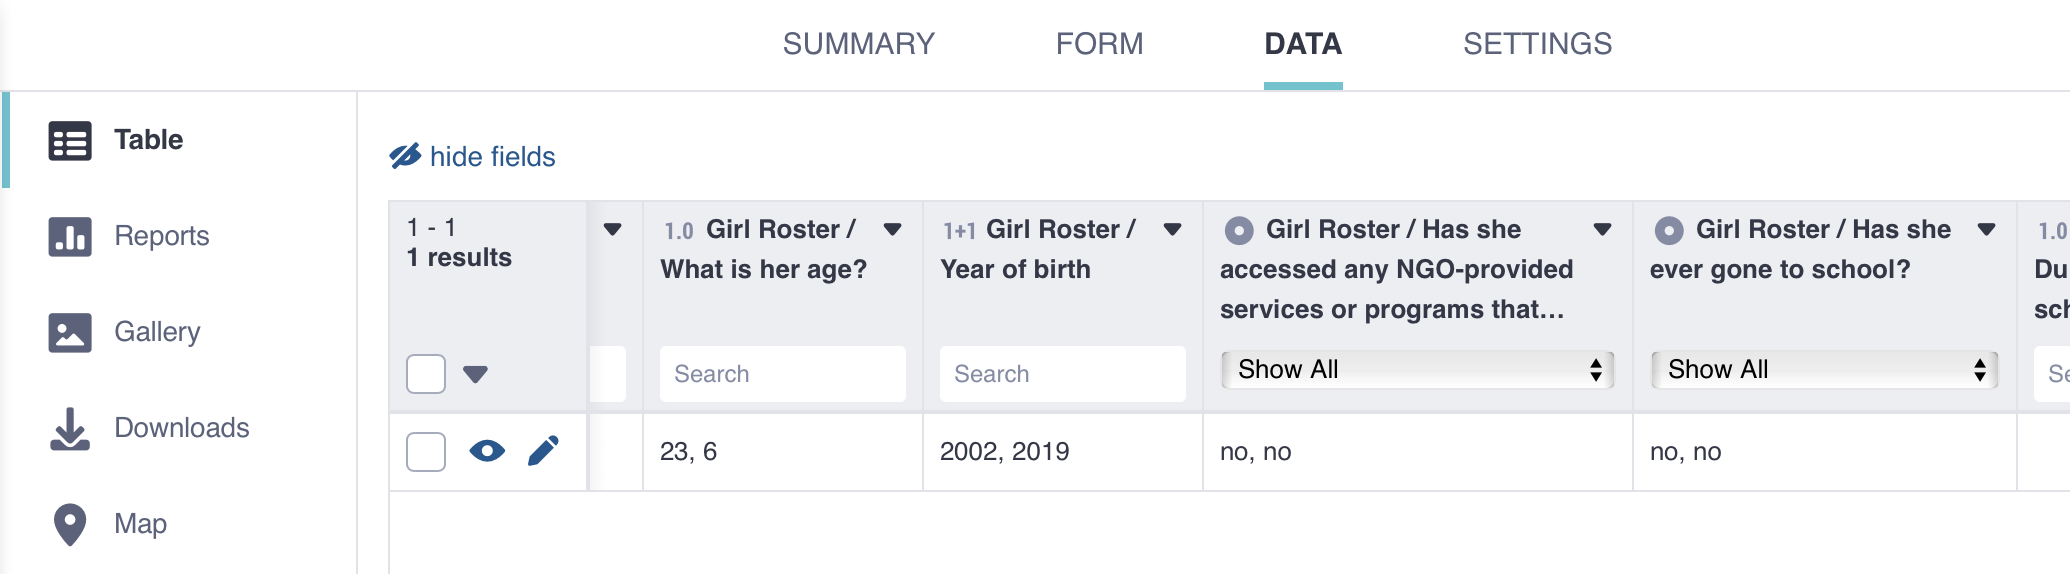 SUMMARY FORM DATA SETTINGS
Table
Reports
Gallery
Downloads
Map
hide fields
1 - 1
1 results
1.0 Girl Roster /
What is her age?
Search
1+1 Girl Roster /
Year of birth
Search
Girl Roster / Has she
accessed any NGO-provided
services or programs that...
Show All
Girl Roster / Has she
ever gone to school?
Show All
1.0
23, 6
2002, 2019
no, no
no, no